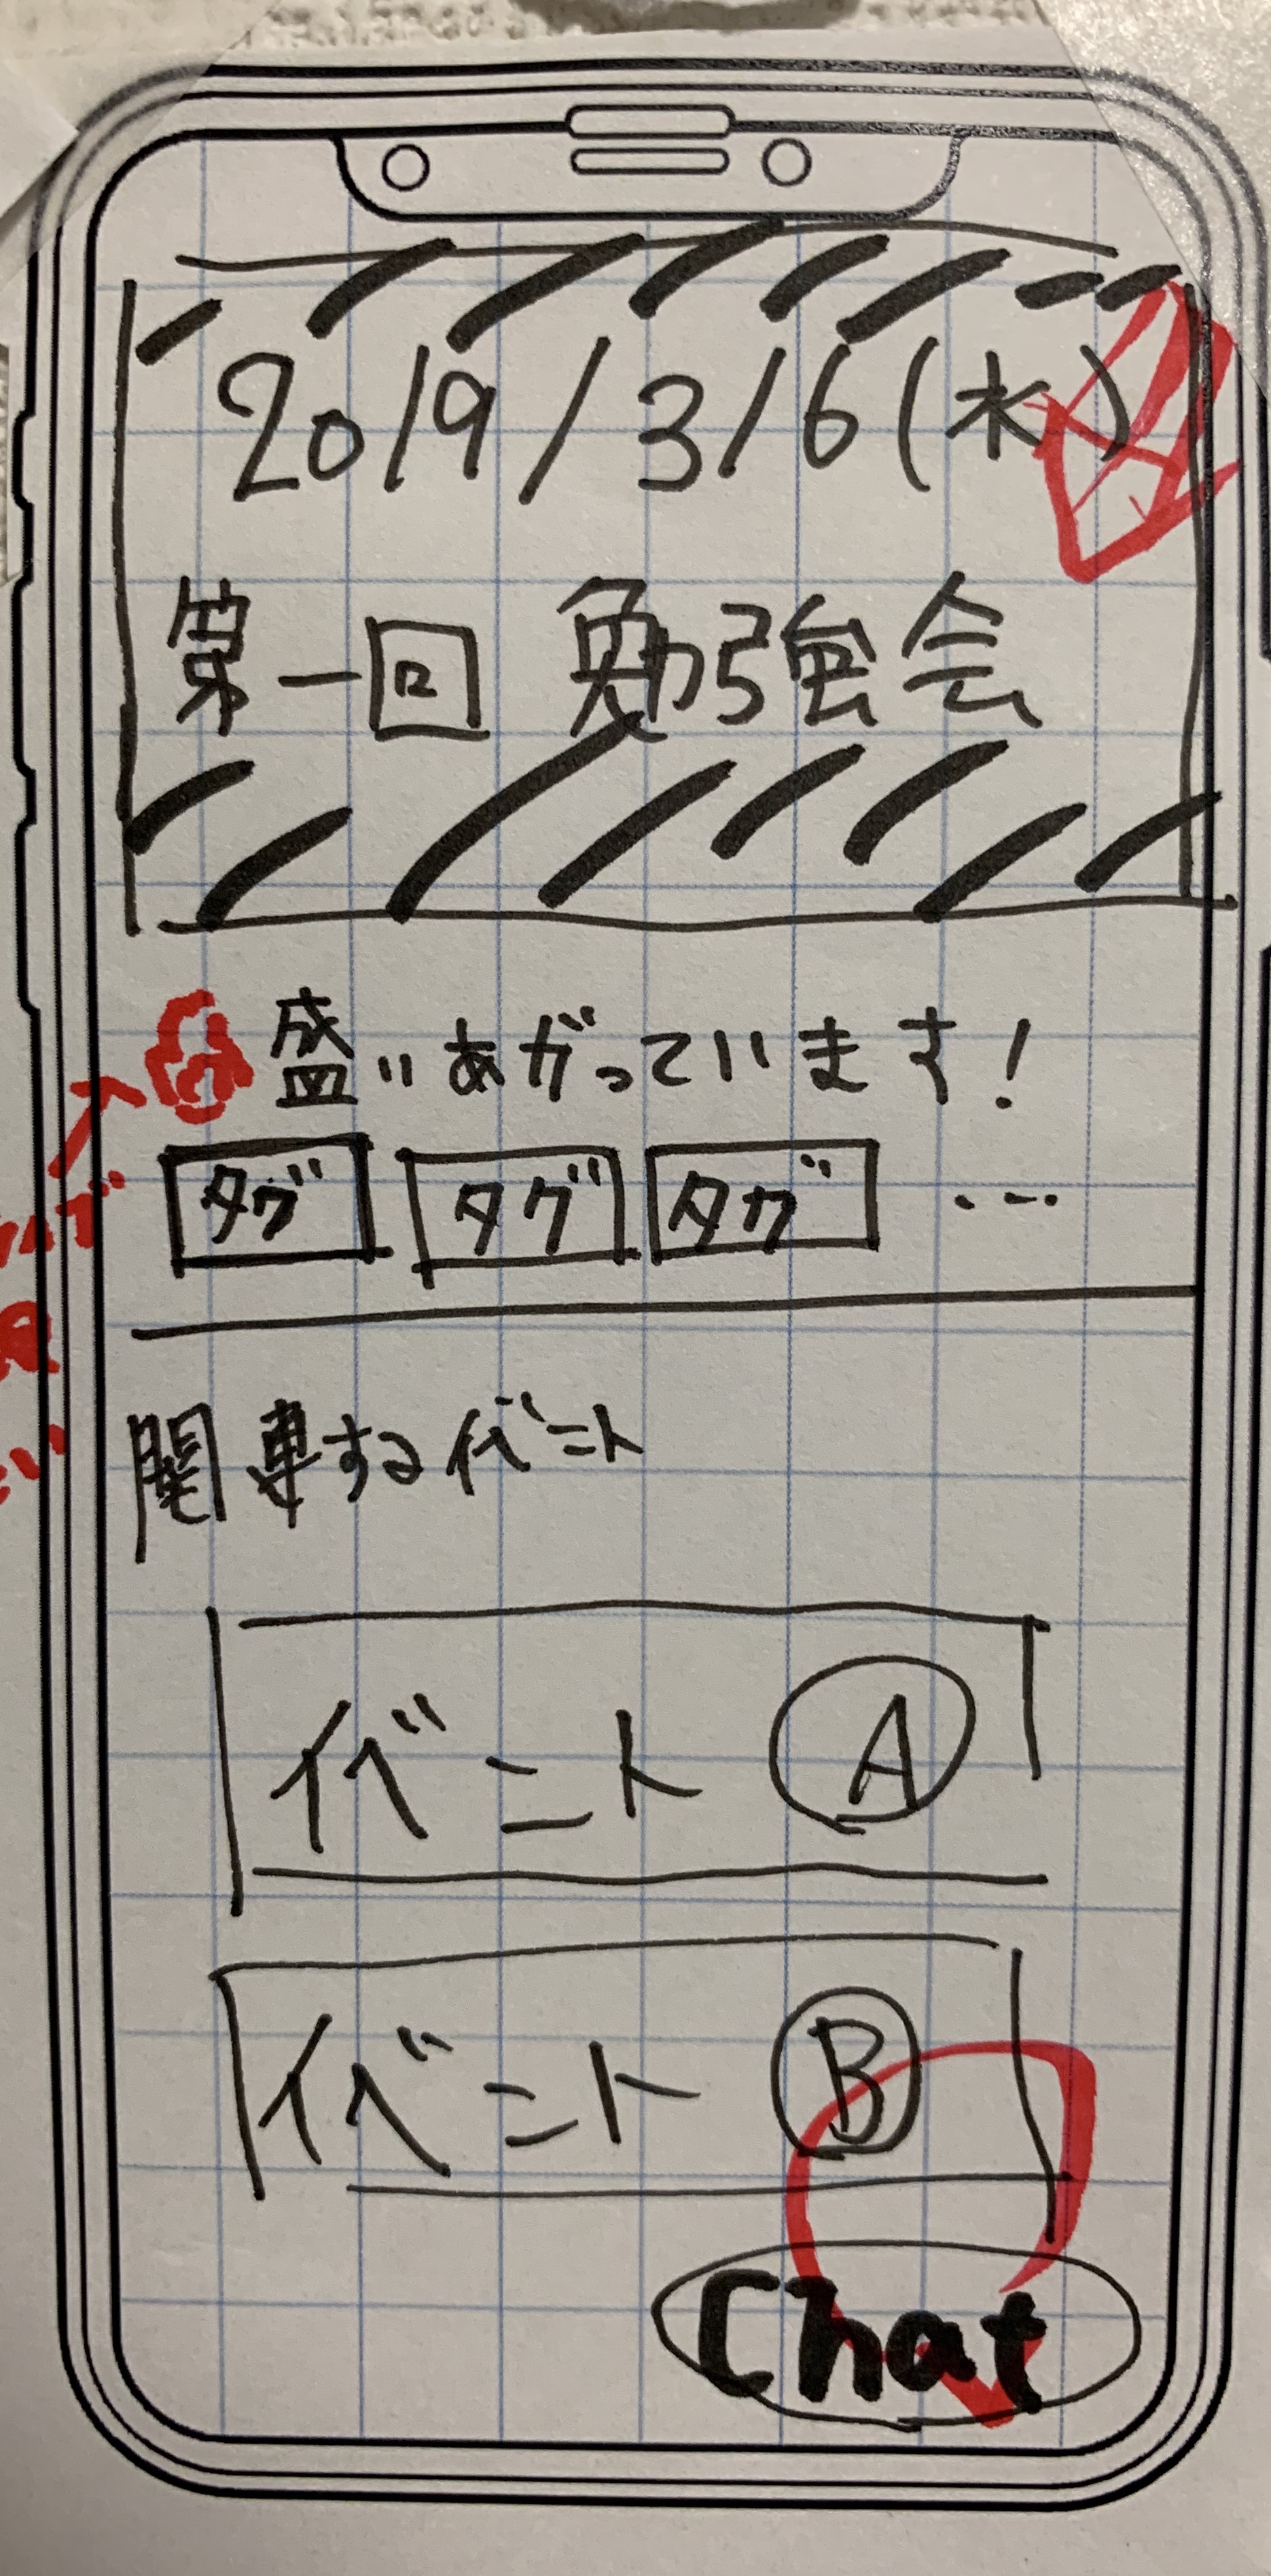 2019/3/6(水)
第一回 勉強会
盛りあがっています!
タグ タグ タグ ...
関連するイベント
イベント A
イベント B
Chat